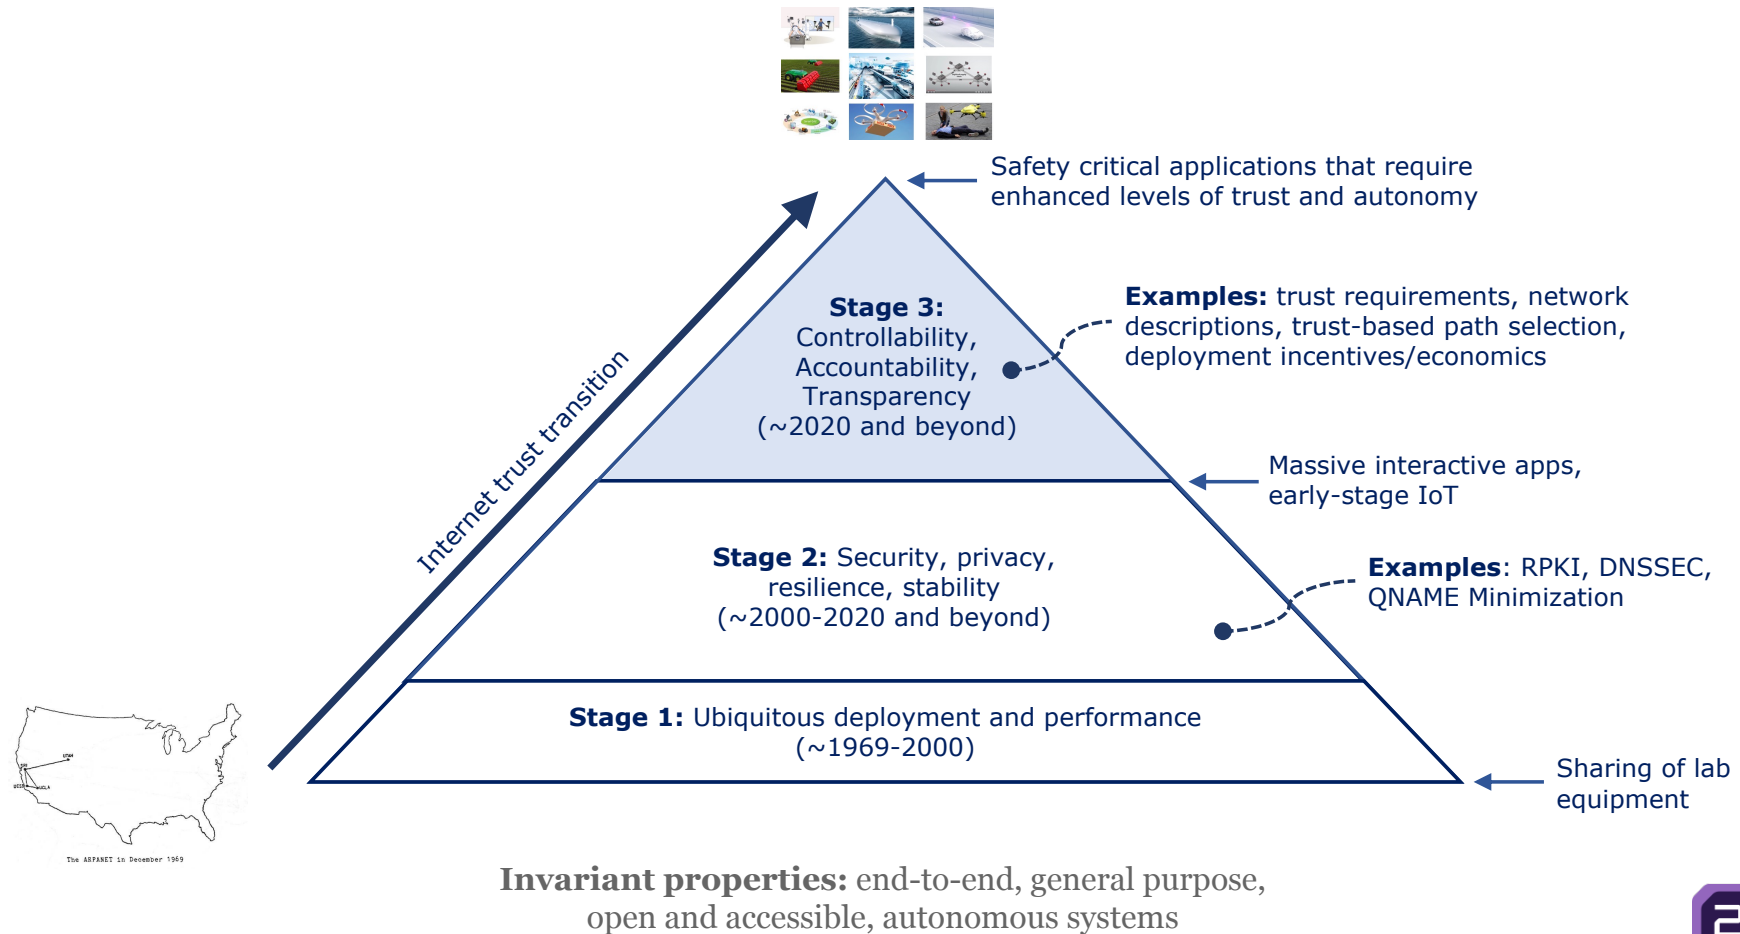 Safety critical applications that require
enhanced levels of trust and autonomy
Internet trust transition
Stage 3:
Controllability,
Accountability,
Transparency
(~2020 and beyond)
Examples: trust requirements, network
descriptions, trust-based path selection,
deployment incentives/economics
Massive interactive apps,
early-stage IoT
Stage 2: Security, privacy,
resilience, stability
(~2000-2020 and beyond)
Examples: RPKI, DNSSEC,
QNAME Minimization
Stage 1: Ubiquitous deployment and performance
(~1969-2000)
Sharing of lab
equipment
UTAH
SRI
UCSB
UCLA
The ARPANET in December 1969
Invariant properties: end-to-end, general purpose,
open and accessible, autonomous systems